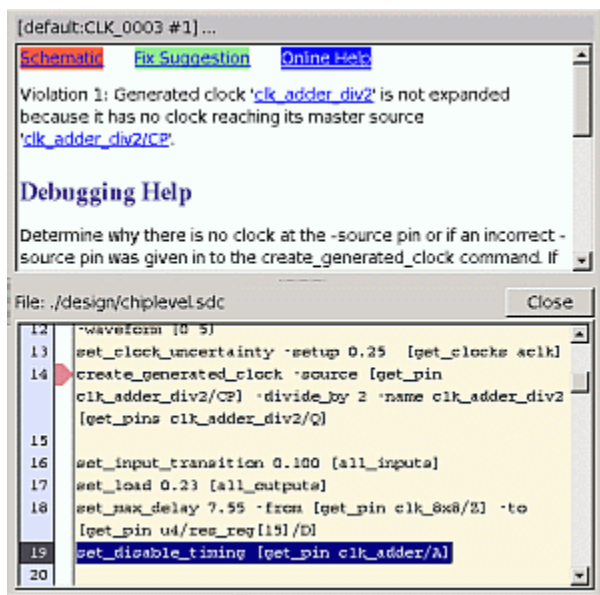 [default:CLK_0003 #1] ...
Schematic Fix Suggestion Online Help
Violation 1: Generated clock 'clk_adder_div2' is not expanded
because it has no clock reaching its master source
'clk_adder_div2/CP'.
Debugging Help
Determine why there is no clock at the -source pin or if an incorrect -
source pin was given in to the create_generated_clock command. If
File: ./design/chiplevel.sdc Close
12 -waveform {0 5}
13 set_clock_uncertainty -setup 0.25 [get_clocks aclk]
14 create_generated_clock -source [get_pin
clk_adder_div2/CP] -divide_by 2 -name clk_adder_div2
[get_pins clk_adder_div2/Q]
15
16 set_input_transition 0.100 [all_inputs]
17 set_load 0.23 [all_outputs]
18 set_max_delay 7.55 -from [get_pin clk_8x8/Z] -to
[get_pin u4/res_reg[15]/D]
19 set_disable_timing [get_pin clk_adder/A]
20